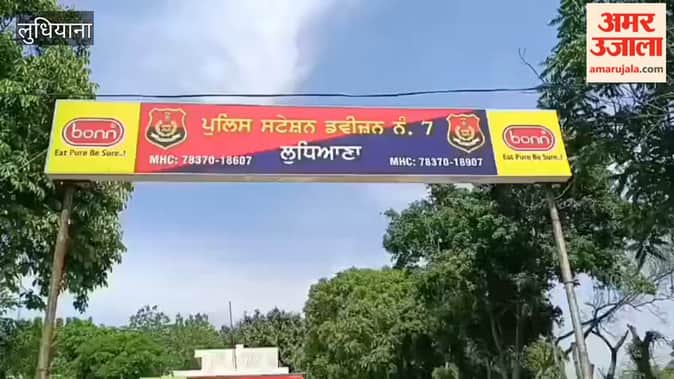 लुधियाना
अमर
उजाला
amarujala.com
bonn
Eat Pure Be Sure..!
ਪੁਲਿਸ ਸਟੇਸ਼ਨ ਡਵੀਜ਼ਨ ਨੰ. 7
MHC: 78370-18607
ਲੁਧਿਆਣਾ
MHC: 78370-18907
bonn
Eat Pure Be Sure..!